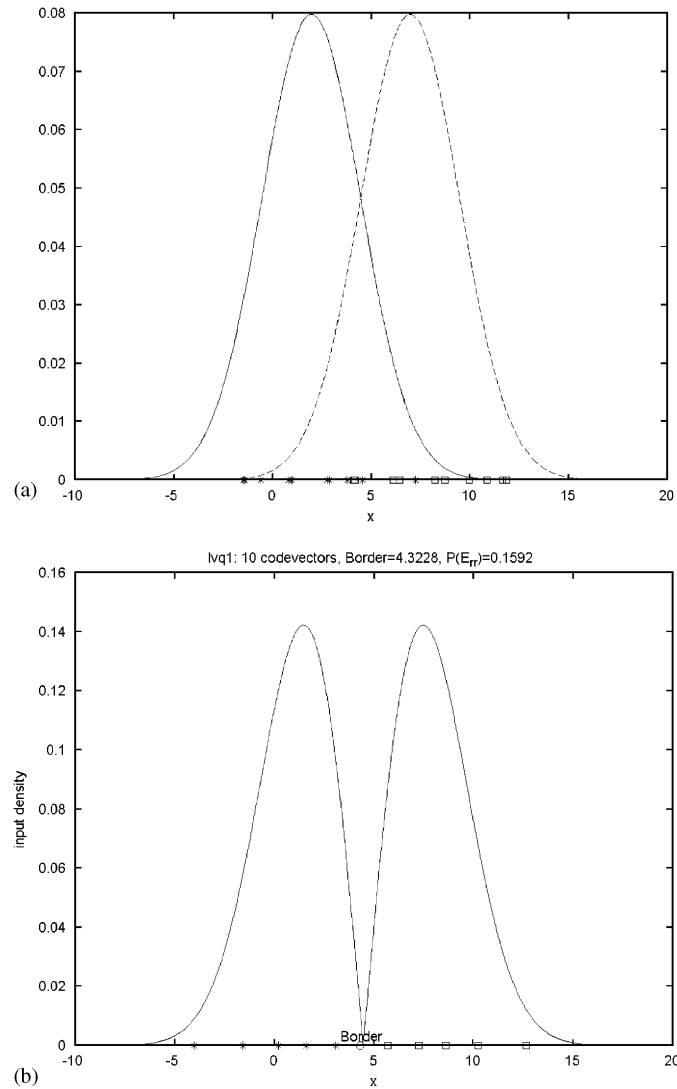 0.08
0.07
0.06
0.05
0.04
0.03
0.02
0.01
0
(a)
-10 -5 0 5 10 15 20
x
lvq1: 10 codevectors, Border=4.3228, P(Err)=0.1592
0.16
0.14
0.12
0.1
0.08
0.06
0.04
0.02
0
input density
Border
(b)
-10 -5 0 5 10 15 20
x